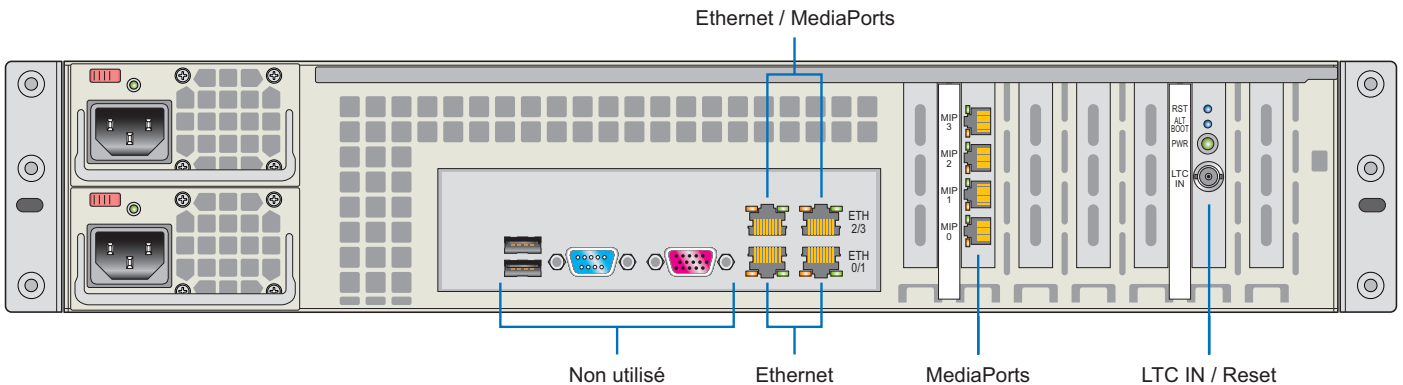 Ethernet / MediaPorts
MIP
3
MIP
2
MIP
1
MIP
0
RST
ALT
BOOT
PWR
LTC
IN
ETH
2/3
ETH
0/1
Non utilisé
Ethernet
MediaPorts
LTC IN / Reset